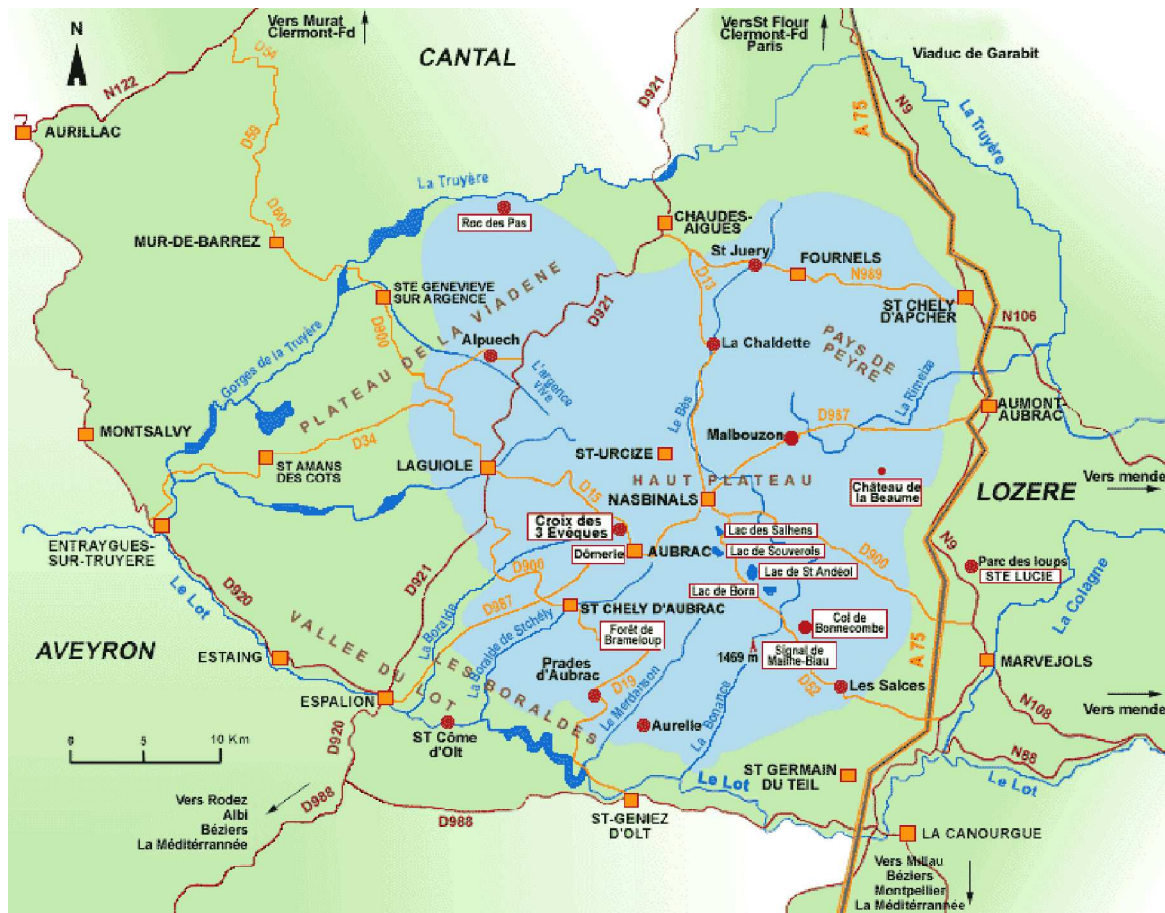 Vers Murat
Clermont-Fd
N
CANTAL
Vers St Flour
Clermont-Fd
Paris
Viaduc de Garabit
D54
N122
D921
N9
A 75
La Truyère
AURILLAC
D59
La Truyère
D600
Roc des Pas
CHAUDES-
AIGUES
MUR-DE-BARREZ
St Juery
FOURNELS
D13
N989
STE GENEVIEVE
SUR ARGENCE
ST CHELY
D'APCHER
N106
D921
D900
PLATEAU DE LA VIADENE
Alpuech
La Chaldette
PAYS DE
PEYRE
Gorges de la Truyère
L'argence
vive
La Rimeize
Le Bès
AUMONT-
AUBRAC
D987
MONTSALVY
D34
Malbouzon
ST AMANS
DES COTS
LAGUIOLE
ST-URCIZE
HAUT PLATEAU
Château de
la Beaume
Vers mende
LOZERE
D15
NASBINALS
Croix des
3 Evèques
Lac des Salhens
ENTRAYGUES-
SUR-TRUYERE
Dômerie
AUBRAC
Lac de Souverols
D900
N9
Parc des loups
STE LUCIE
Lac de St Andéol
D906
Lac de Born
La Colagne
Le Lot
D920
D921
D987
La Boralde
ST CHELY D'AUBRAC
La Boralde de Stchély
Forêt de
Brameloup
Col de
Bonnecombe
AVEYRON
VALLEE DU LOT
LES BORALDES
ESTAING
1469 m
Signal de
Mailhe-Biau
A 75
MARVEJOLS
Prades
d'Aubrac
D19
Le Merdanson
D52
Les Salces
ESPALION
Vers mende
La Bonance
N108
ST Côme
d'Olt
Aurelle
0 5 10 Km
D920
N88
Le Lot
ST GERMAIN
DU TEIL
Le Lot
Vers Rodez
Albi
Béziers
La Méditérrannée
D988
D988
ST-GENIEZ
D'OLT
LA CANOURGUE
Vers Millau
Béziers
Montpellier
La Méditérrannée